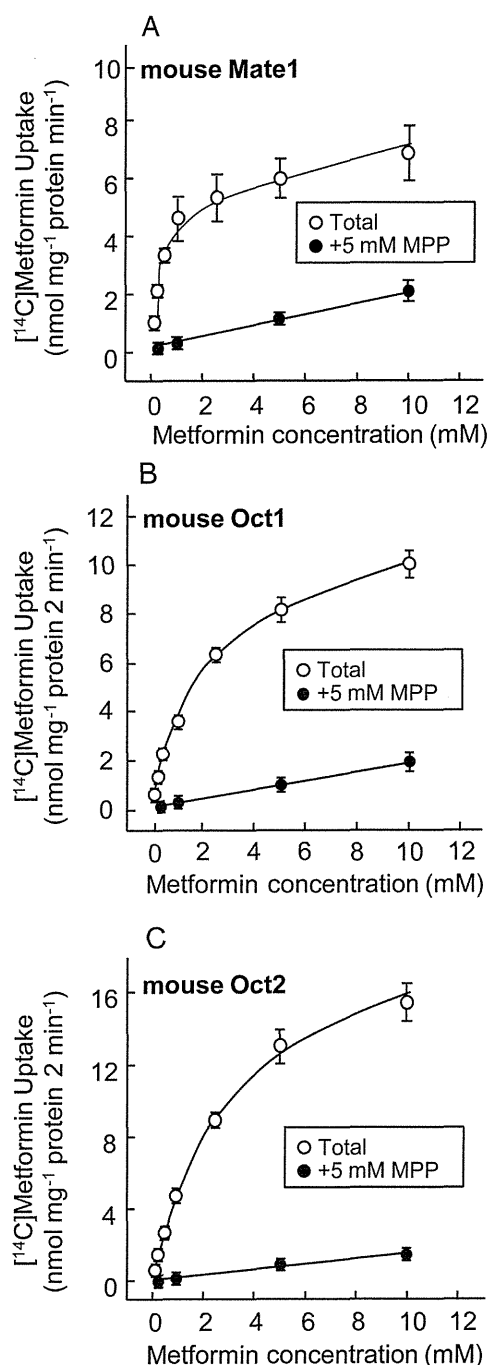 A
mouse Mate1
[¹⁴C]Metformin Uptake
(nmol mg⁻¹ protein min⁻¹)
10
8
6
4
2
0
○ Total
● +5 mM MPP
0 2 4 6 8 10 12
Metformin concentration (mM)
B
mouse Oct1
[¹⁴C]Metformin Uptake
(nmol mg⁻¹ protein 2 min⁻¹)
12
10
8
6
4
2
0
○ Total
● +5 mM MPP
0 2 4 6 8 10 12
Metformin concentration (mM)
C
mouse Oct2
[¹⁴C]Metformin Uptake
(nmol mg⁻¹ protein 2 min⁻¹)
16
12
8
4
0
○ Total
● +5 mM MPP
0 2 4 6 8 10 12
Metformin concentration (mM)